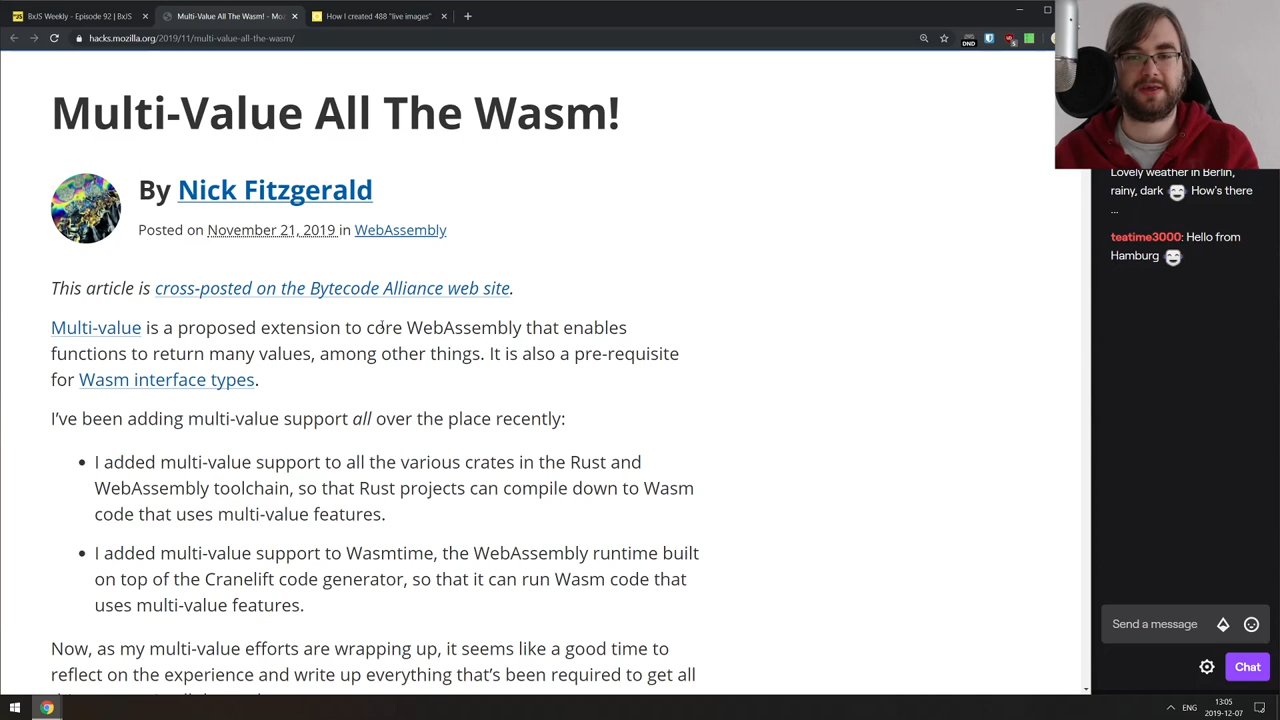 BxJS Weekly - Episode 92 | BxJS
Multi-Value All The Wasm! - Moz
How I created 488 "live images"
hacks.mozilla.org/2019/11/multi-value-all-the-wasm/
DND
5
Multi-Value All The Wasm!
By Nick Fitzgerald
Posted on November 21, 2019 in WebAssembly
This article is cross-posted on the Bytecode Alliance web site.
Multi-value is a proposed extension to core WebAssembly that enables
functions to return many values, among other things. It is also a pre-requisite
for Wasm interface types.
I've been adding multi-value support all over the place recently:
• I added multi-value support to all the various crates in the Rust and
WebAssembly toolchain, so that Rust projects can compile down to Wasm
code that uses multi-value features.
• I added multi-value support to Wasmtime, the WebAssembly runtime built
on top of the Cranelift code generator, so that it can run Wasm code that
uses multi-value features.
Now, as my multi-value efforts are wrapping up, it seems like a good time to
reflect on the experience and write up everything that's been required to get all
Lovely weather in Berlin,
rainy, dark How's there
...
teatime3000: Hello from
Hamburg
Send a message
Chat
ENG
13:05
2019-12-07